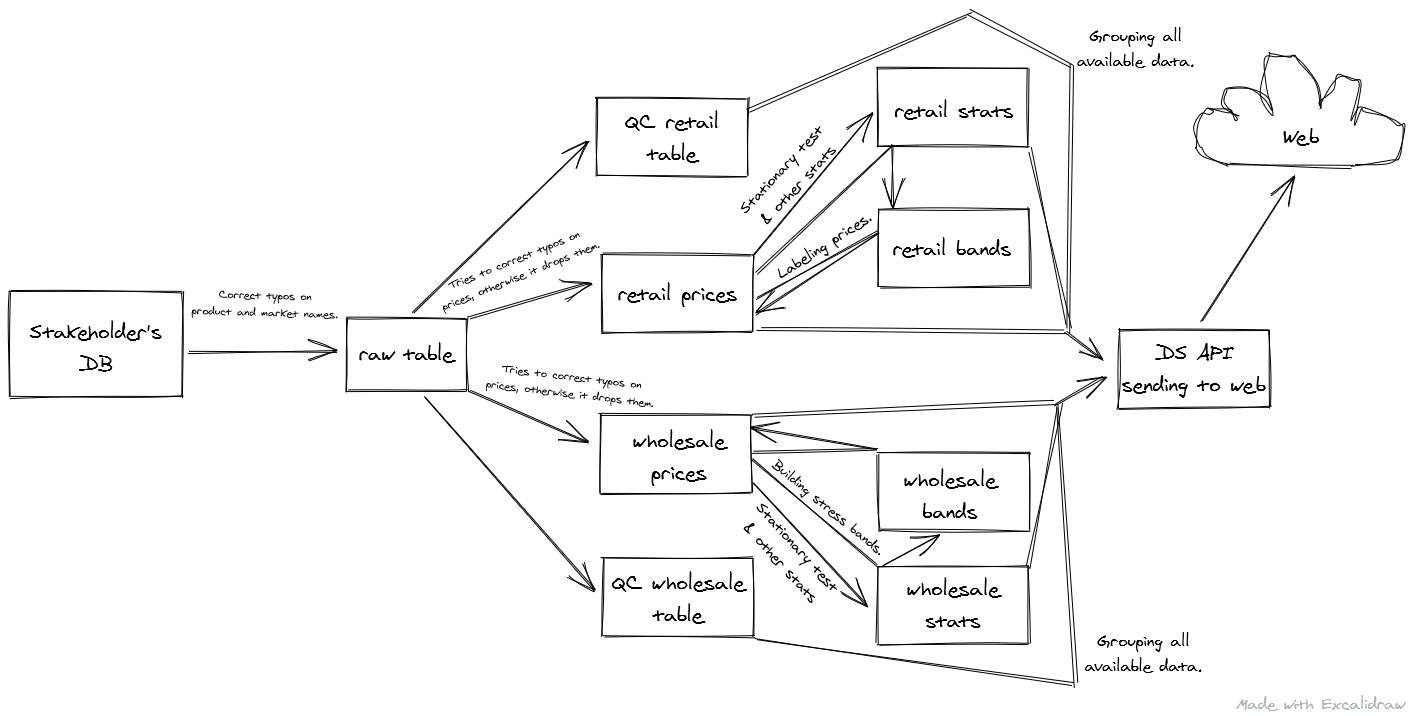 Grouping all
available data.
QC retail
table
retail stats
Web
Stationary test
& other stats
Tries to correct typos on
prices, otherwise it drops them.
Labeling prices.
retail bands
retail prices
Correct typos on
product and market names.
Stakeholder's
DB
raw table
DS API
sending to web
Tries to correct typos on
prices, otherwise it drops them.
wholesale
prices
Building stress bands.
wholesale
bands
Stationary test
& other stats
QC wholesale
table
wholesale
stats
Grouping all
available data.
Made with Excalidraw